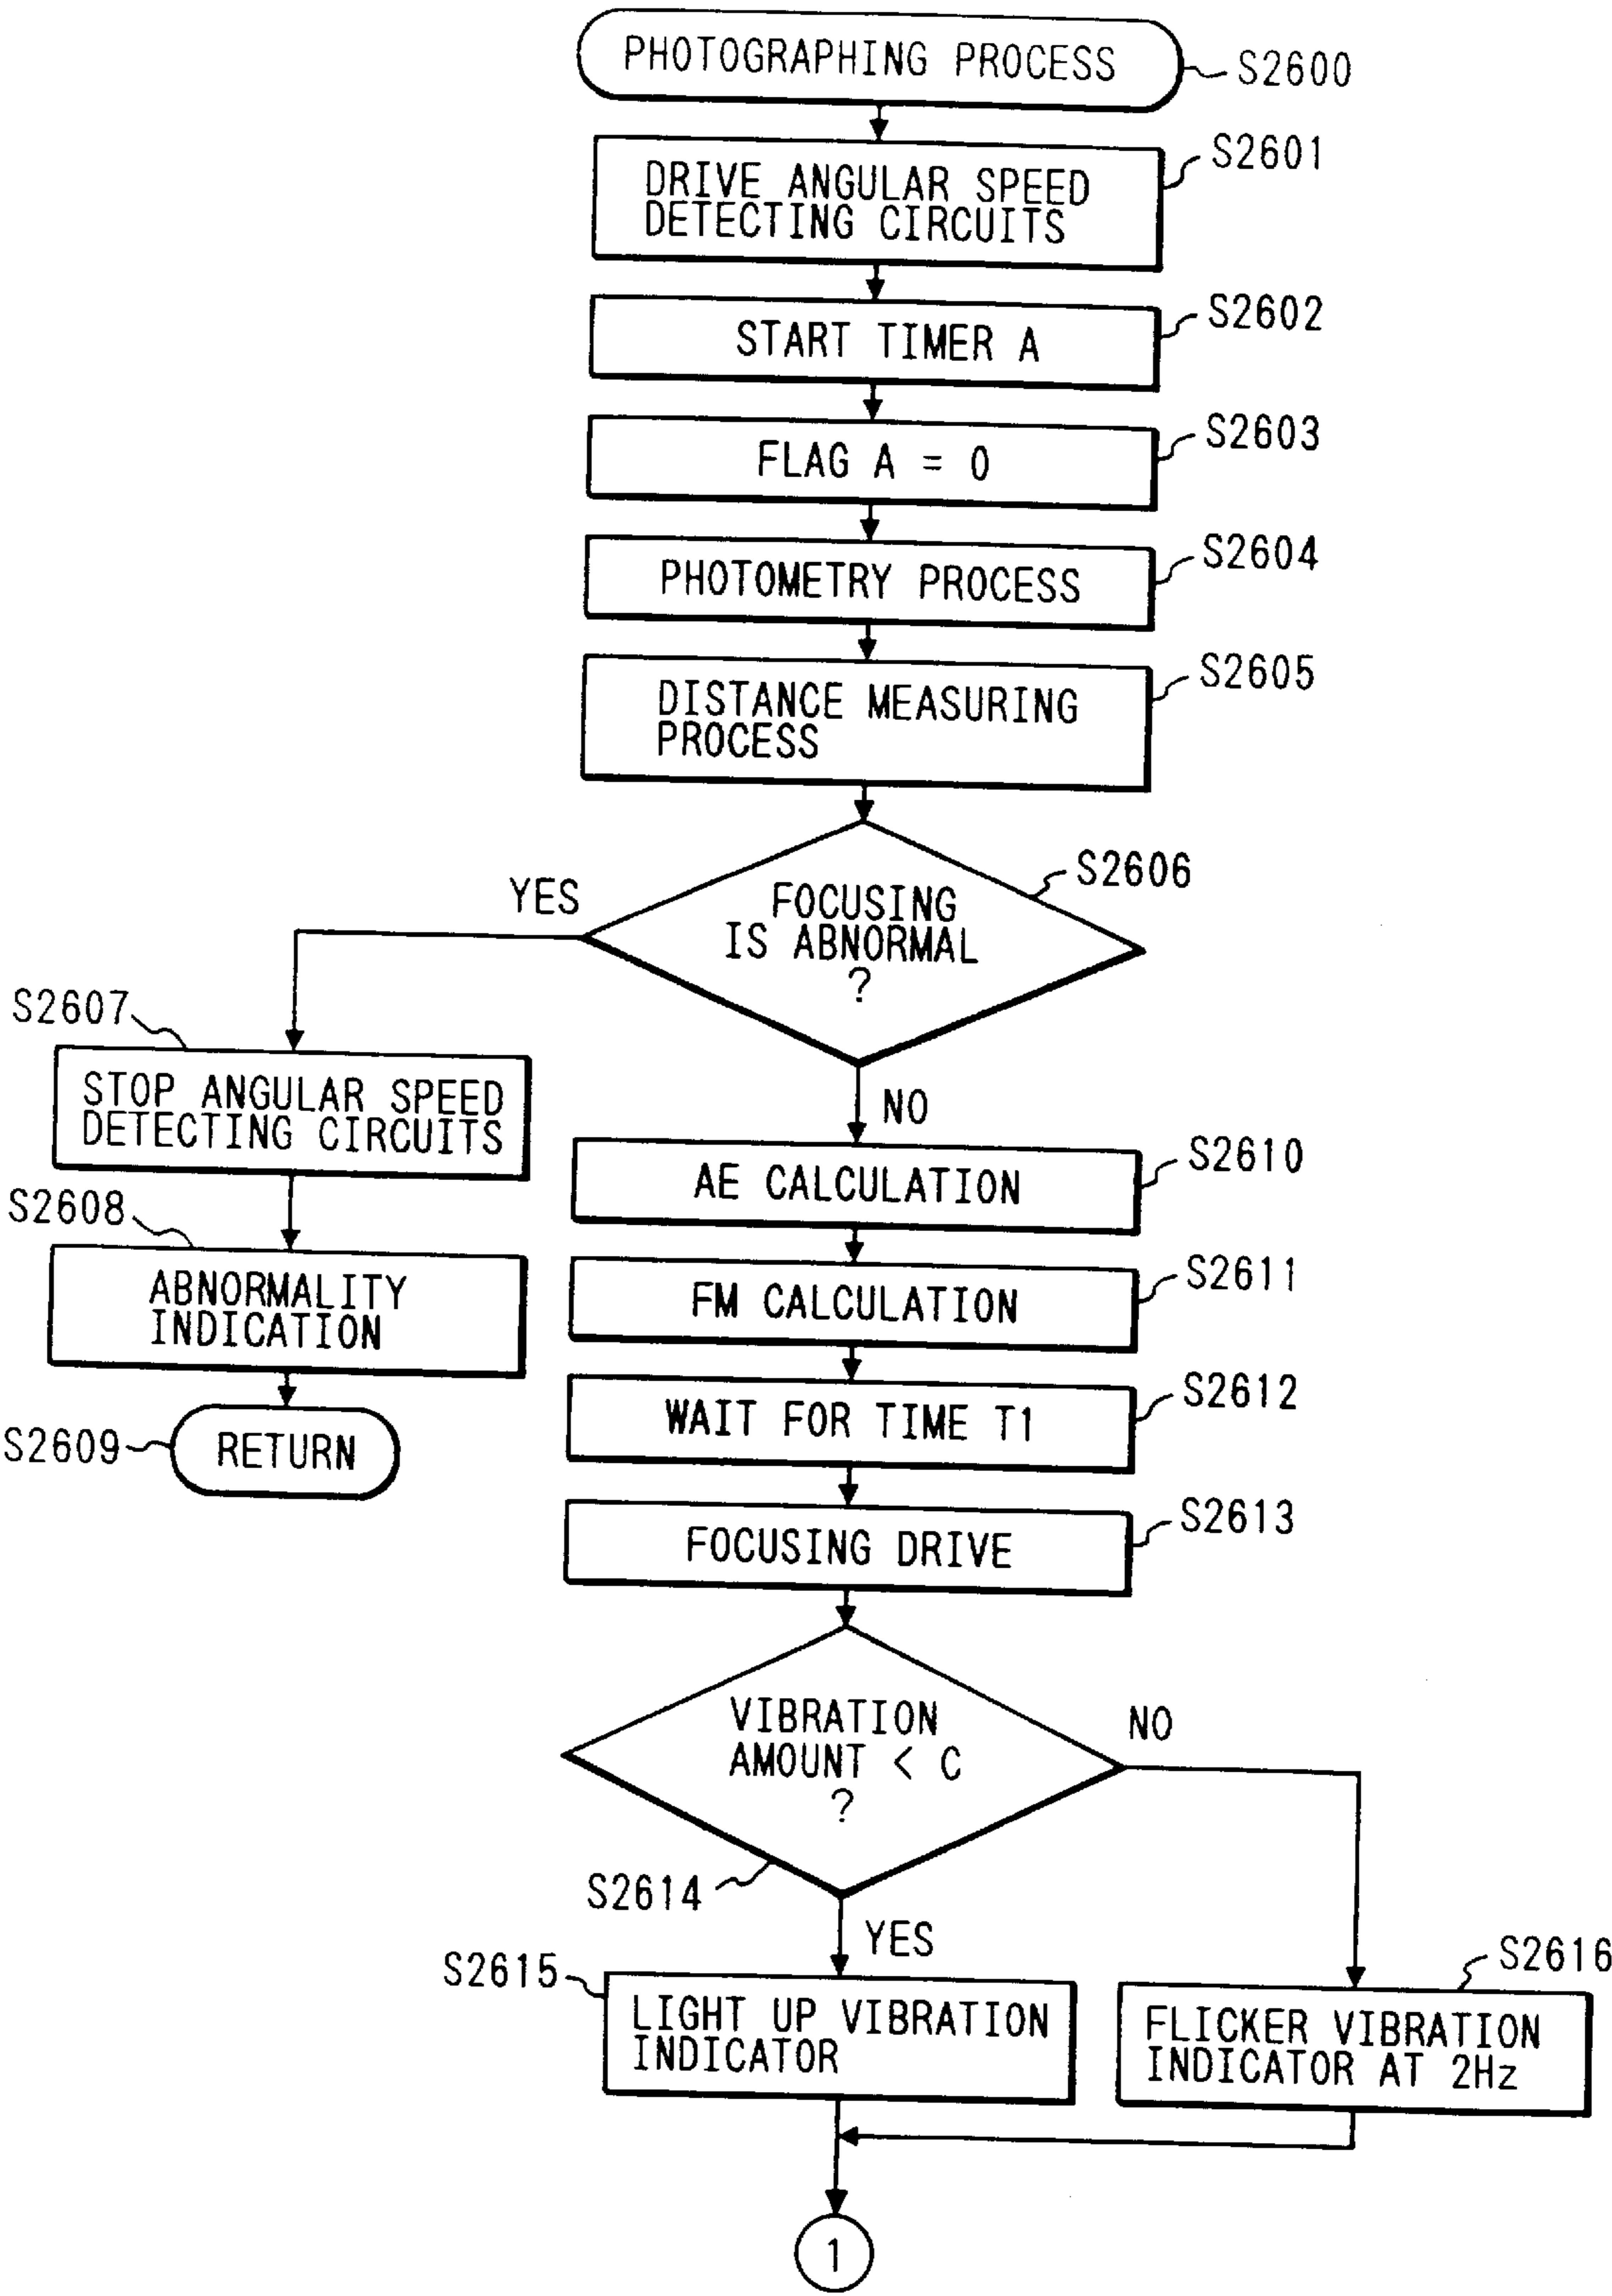 PHOTOGRAPHING PROCESS
S2600
S2601
DRIVE ANGULAR SPEED
DETECTING CIRCUITS
S2602
START TIMER A
S2603
FLAG A = 0
S2604
PHOTOMETRY PROCESS
S2605
DISTANCE MEASURING
PROCESS
S2606
YES
FOCUSING
IS ABNORMAL
?
S2607
STOP ANGULAR SPEED
DETECTING CIRCUITS
NO
S2610
AE CALCULATION
S2608
ABNORMALITY
INDICATION
S2611
FM CALCULATION
S2612
WAIT FOR TIME T1
S2609
RETURN
S2613
FOCUSING DRIVE
VIBRATION
AMOUNT < C
?
NO
S2614
YES
S2615
LIGHT UP VIBRATION
INDICATOR
S2616
FLICKER VIBRATION
INDICATOR AT 2Hz
1